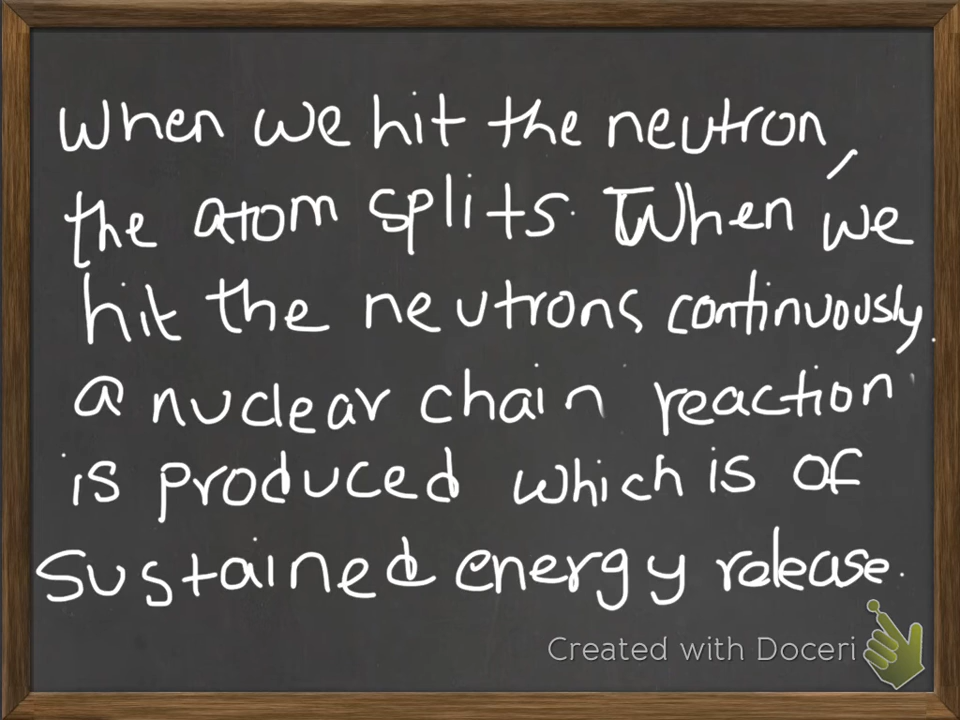 When we hit the neutron,
the atom splits. When we
hit the neutrons continuously.
a nuclear chain reaction
is produced which is of
sustained energy release.
Created with Doceri